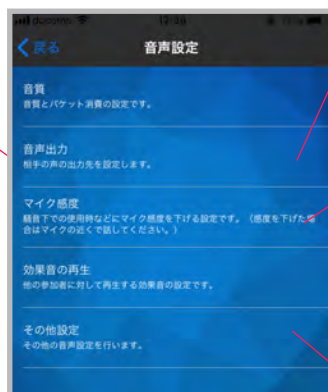 docomo
戻る
音声設定
音質
音質とパケット消費の設定です。
音声出力
相手の声の出力先を設定します。
マイク感度
騒音下での使用時などにマイク感度を下げる設定です。（感度を下げた場
合はマイクの近くで話してください。）
効果音の再生
他の参加者に対して再生する効果音の設定です。
その他設定
その他の音声設定を行います。